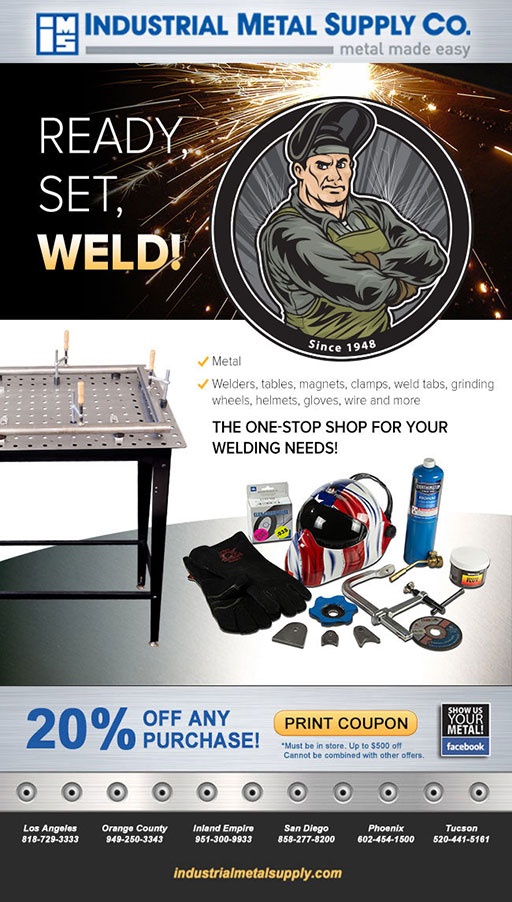 IMS INDUSTRIAL METAL SUPPLY CO.
metal made easy
READY,
SET,
WELD!
Since 1948
Metal
Welders, tables, magnets, clamps, weld tabs, grinding
wheels, helmets, gloves, wire and more
THE ONE-STOP SHOP FOR YOUR
WELDING NEEDS!
20% OFF ANY
PURCHASE!
PRINT COUPON
*Must be in store. Up to $500 off
Cannot be combined with other offers.
SHOW US
YOUR
METAL!
facebook
Los Angeles Orange County Inland Empire San Diego Phoenix Tucson
818-729-3333 949-250-3343 951-300-9933 858-277-8200 602-454-1500 520-441-5161
industrialmetalsupply.com